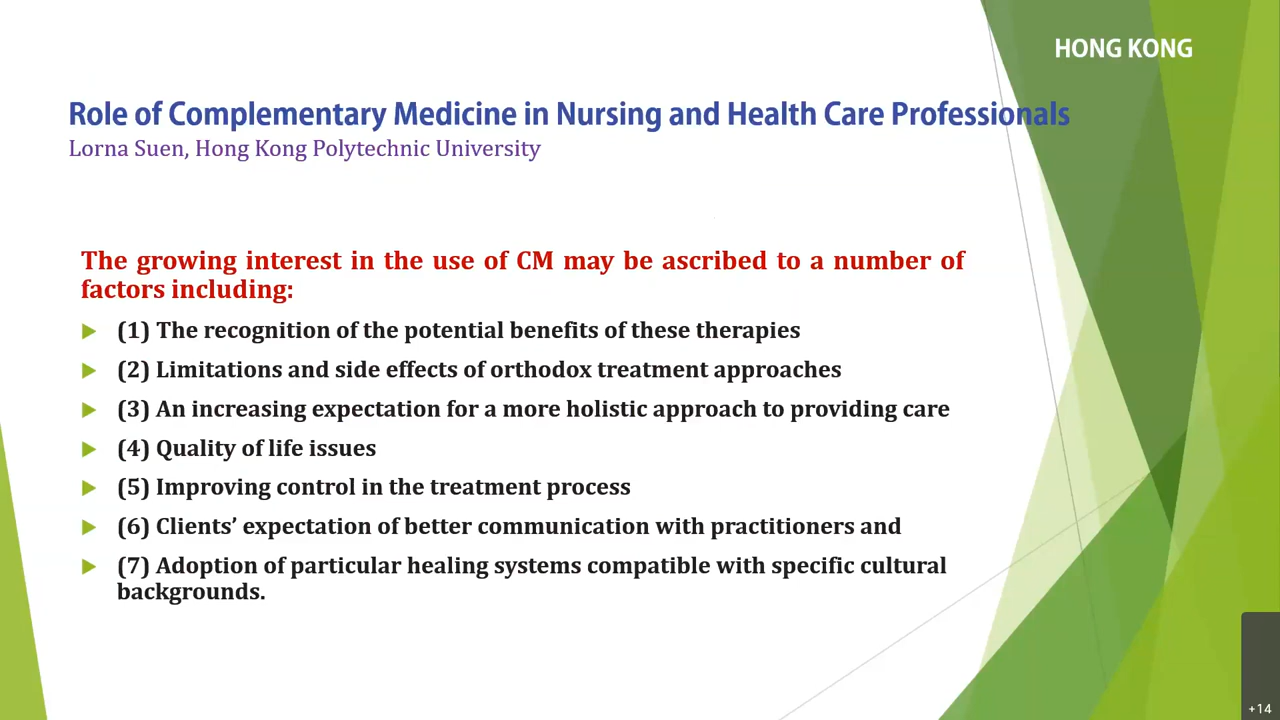 HONG KONG
Role of Complementary Medicine in Nursing and Health Care Professionals
Lorna Suen, Hong Kong Polytechnic University
The growing interest in the use of CM may be ascribed to a number of
factors including:
(1) The recognition of the potential benefits of these therapies
(2) Limitations and side effects of orthodox treatment approaches
(3) An increasing expectation for a more holistic approach to providing care
(4) Quality of life issues
(5) Improving control in the treatment process
(6) Clients’ expectation of better communication with practitioners and
(7) Adoption of particular healing systems compatible with specific cultural
backgrounds.
+14